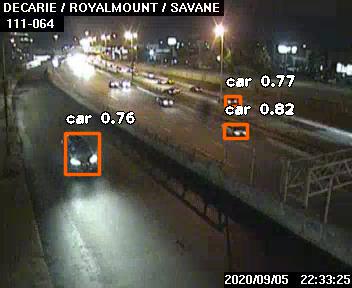 DECARIE / ROYALMOUNT / SAVANE
111-064
car 0.77
car 0.82
car 0.76
2020/09/05 22:33:25